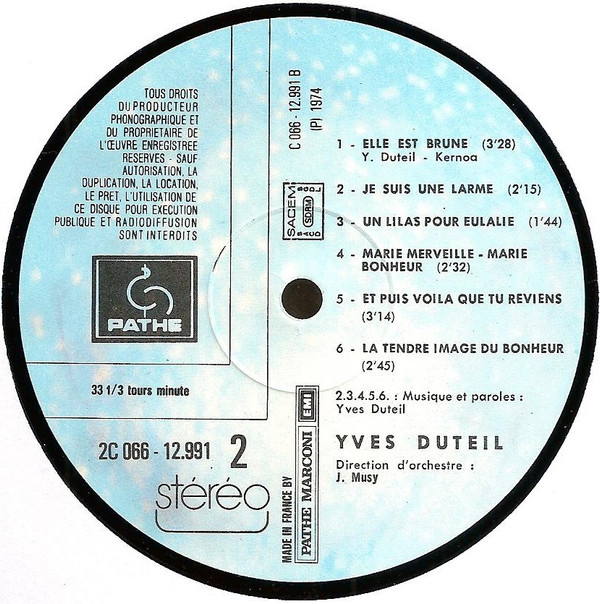 TOUS DROITS
DU PRODUCTEUR
PHONOGRAPHIQUE ET
DU PROPRIETAIRE DE
L'ŒUVRE ENREGISTREE
RESERVES - SAUF
AUTORISATION, LA
DUPLICATION, LA LOCATION,
LE PRET, L'UTILISATION DE
CE DISQUE POUR EXECUTION
PUBLIQUE ET RADIODIFFUSION
SONT INTERDITS
PATHE
33 1/3 tours minute
2C 066 - 12.991 2
stéréo
C 066 - 12.991 B
(P) 1974
SACEM SDRM SACD SGDL
MADE IN FRANCE BY
PATHE MARCONI EMI
1 - ELLE EST BRUNE (3'28)
Y. Duteil - Kernoa
2 - JE SUIS UNE LARME (2'15)
3 - UN LILAS POUR EULALIE (1'44)
4 - MARIE MERVEILLE - MARIE
BONHEUR (2'32)
5 - ET PUIS VOILA QUE TU REVIENS
(3'14)
6 - LA TENDRE IMAGE DU BONHEUR
(2'45)
2.3.4.5.6. : Musique et paroles :
Yves Duteil
YVES DUTEIL
Direction d'orchestre :
J. Musy